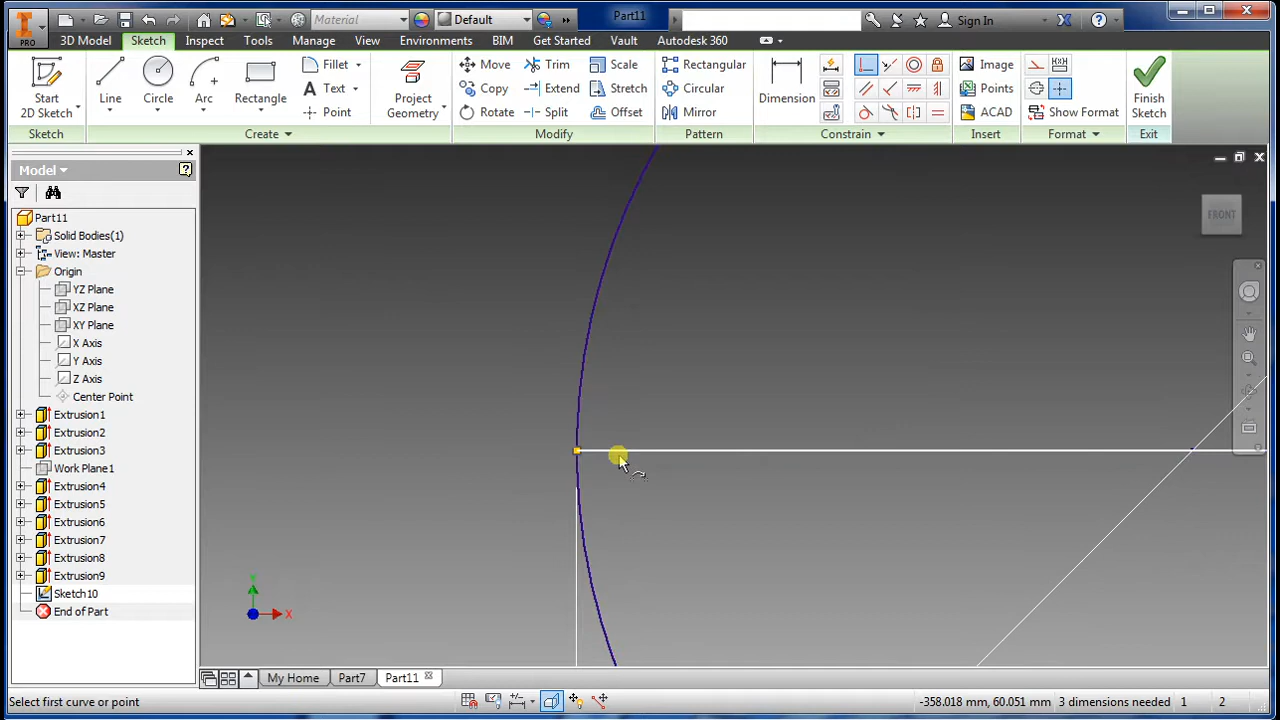 Material Default Part11 Sign In
PRO 3D Model Sketch Inspect Tools Manage View Environments BIM Get Started Vault Autodesk 360
Fillet Move Trim Scale Rectangular Image
Text Copy Extend Stretch Circular Points
Start 2D Sketch Line Circle Arc Rectangle Project Geometry Dimension Finish Sketch
Point Rotate Split Offset Mirror ACAD Show Format
Sketch Create Modify Pattern Constrain Insert Format Exit
Model
Part11
Solid Bodies(1)
View: Master
Origin
YZ Plane
XZ Plane
XY Plane
X Axis
Y Axis
Z Axis
Center Point
Extrusion1
Extrusion2
Extrusion3
Work Plane1
Extrusion4
Extrusion5
Extrusion6
Extrusion7
Extrusion8
Extrusion9
Sketch10
End of Part
FRONT
Y
X
My Home Part7 Part11
Select first curve or point -358.018 mm, 60.051 mm 3 dimensions needed 1 2